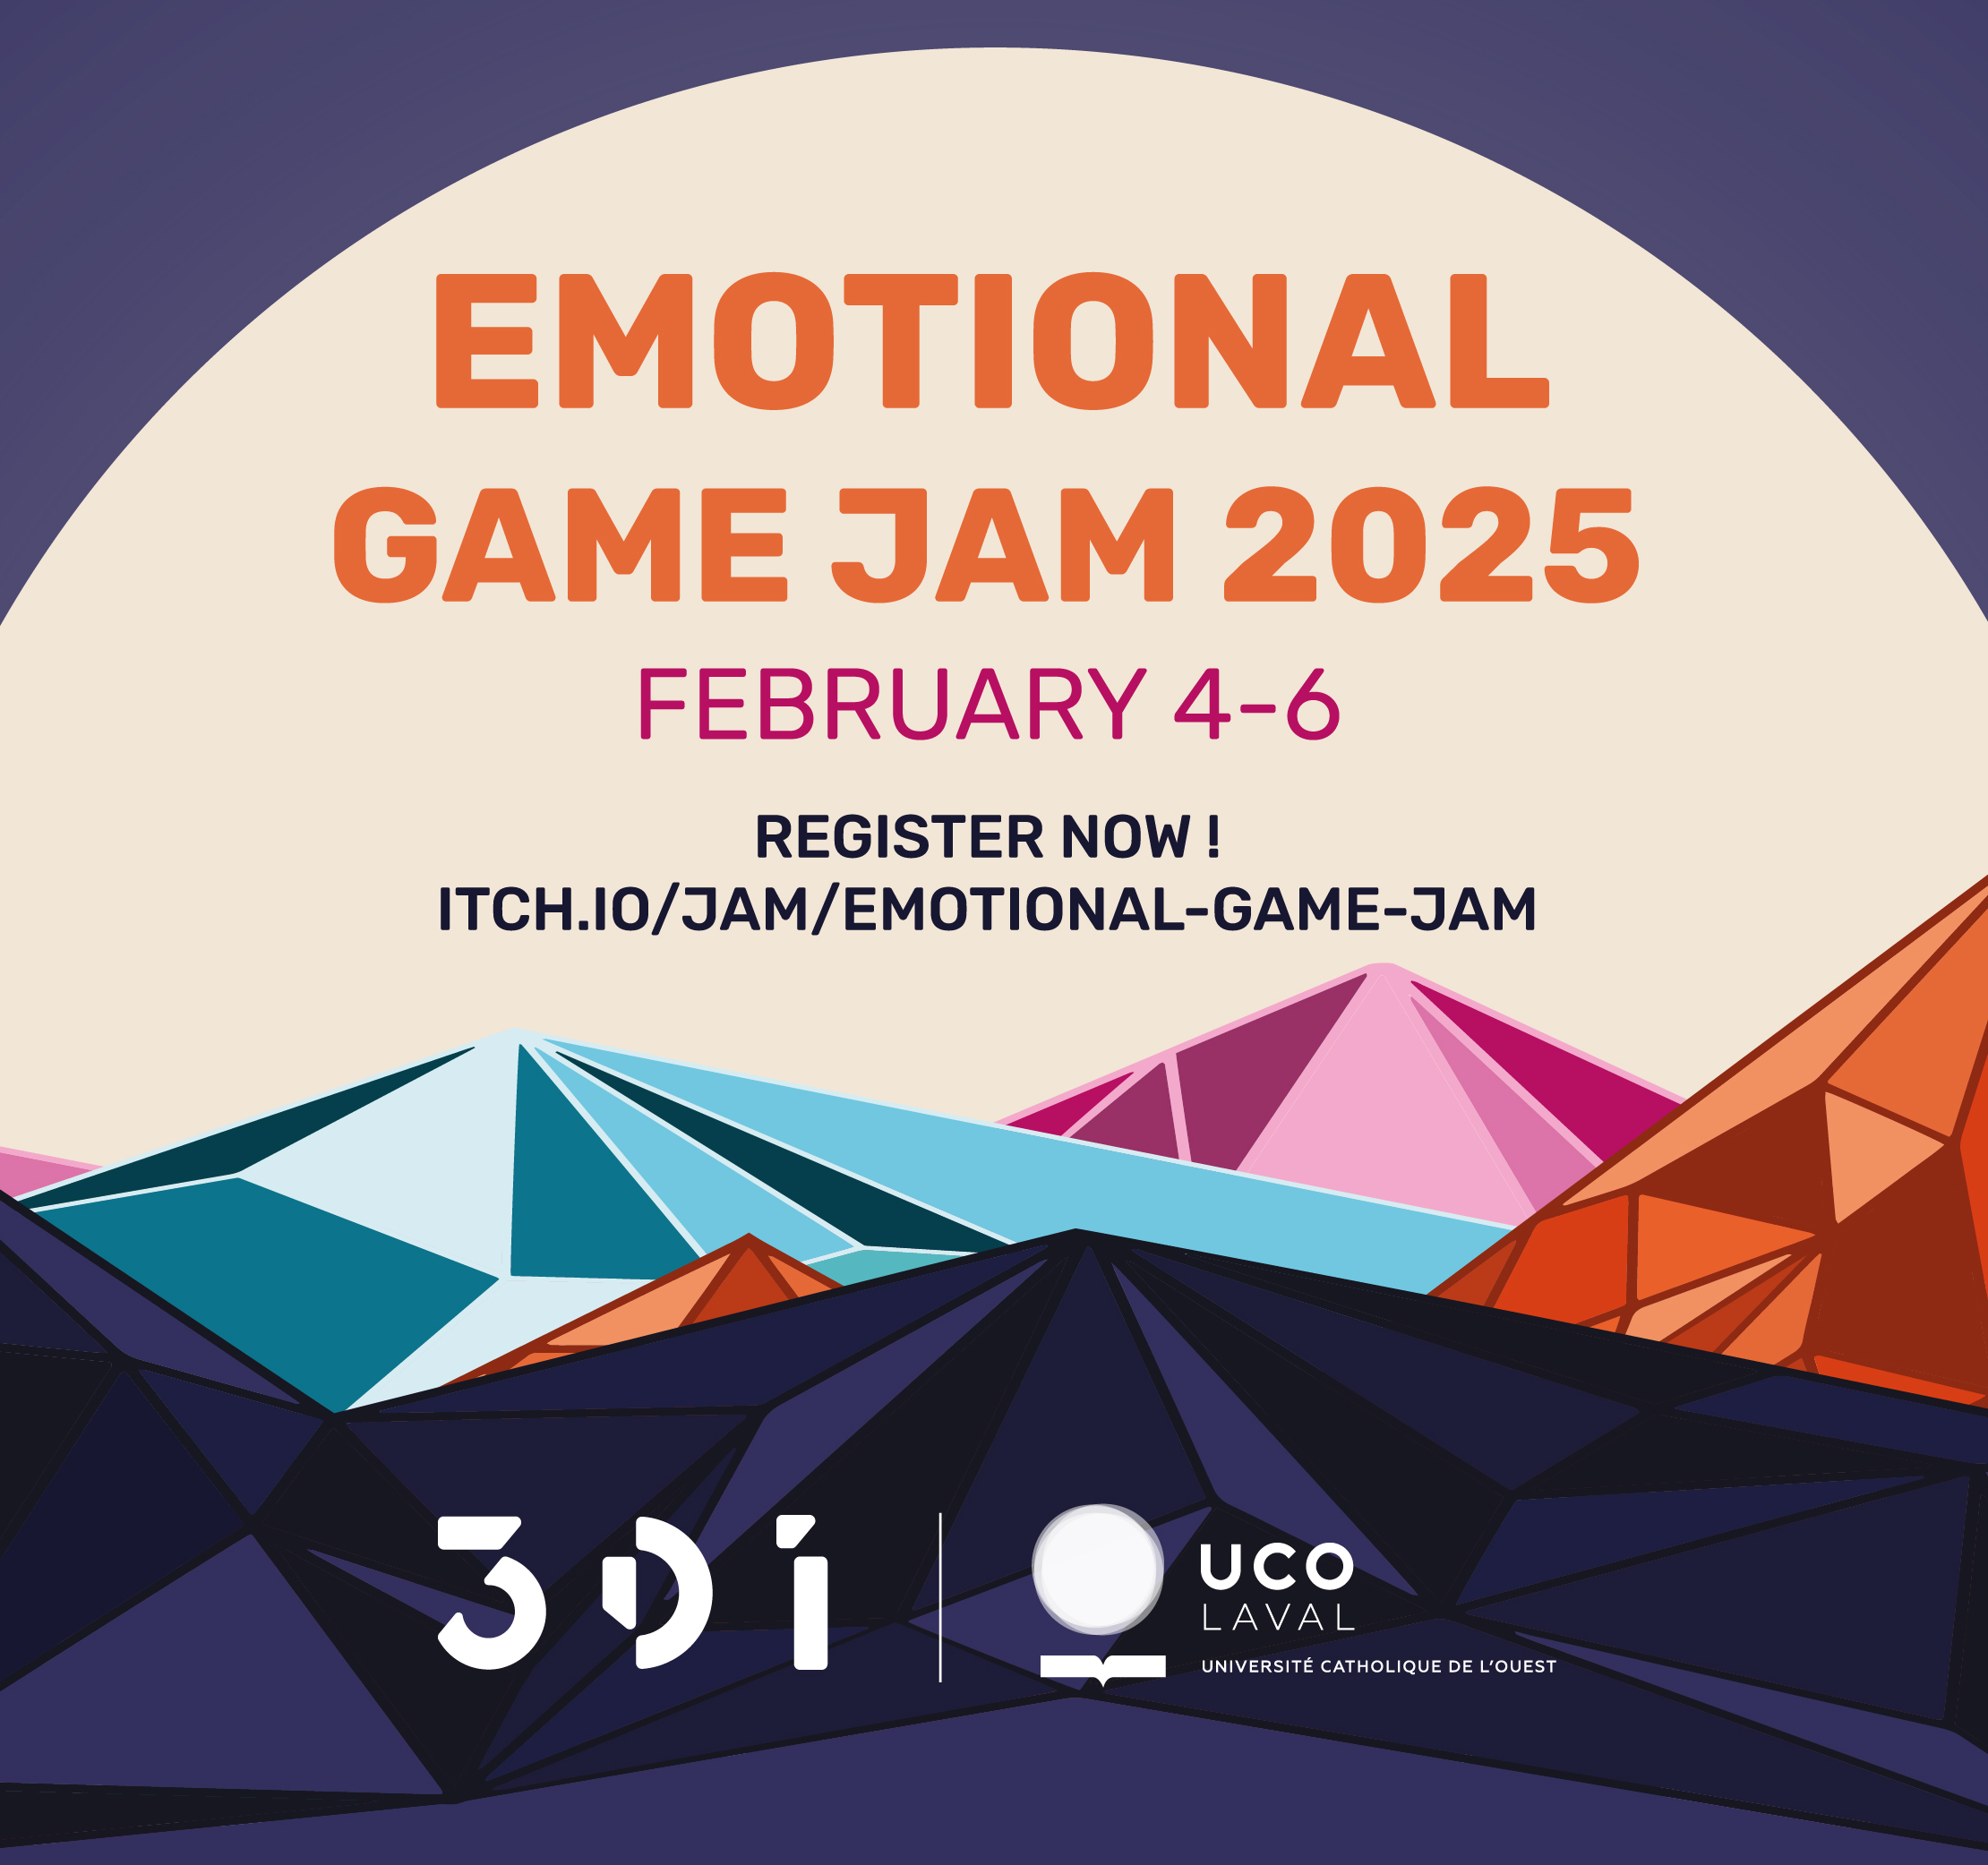 EMOTIONAL
GAME JAM 2025
FEBRUARY 4-6
REGISTER NOW !
ITCH.IO/JAM/EMOTIONAL-GAME-JAM
3Di
UCO
LAVAL
UNIVERSITÉ CATHOLIQUE DE L'OUEST